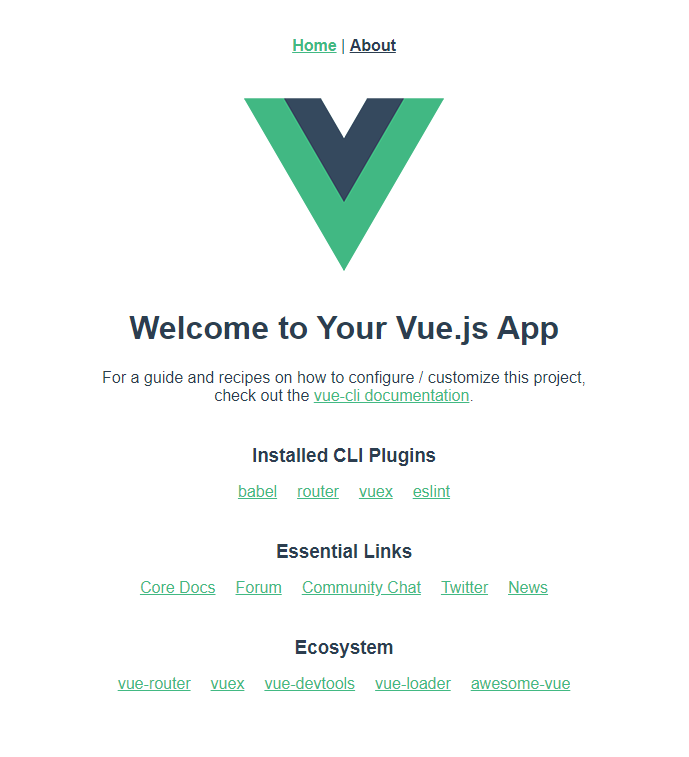 Home | About
Welcome to Your Vue.js App
For a guide and recipes on how to configure / customize this project,
check out the vue-cli documentation.
Installed CLI Plugins
babel router vuex eslint
Essential Links
Core Docs Forum Community Chat Twitter News
Ecosystem
vue-router vuex vue-devtools vue-loader awesome-vue